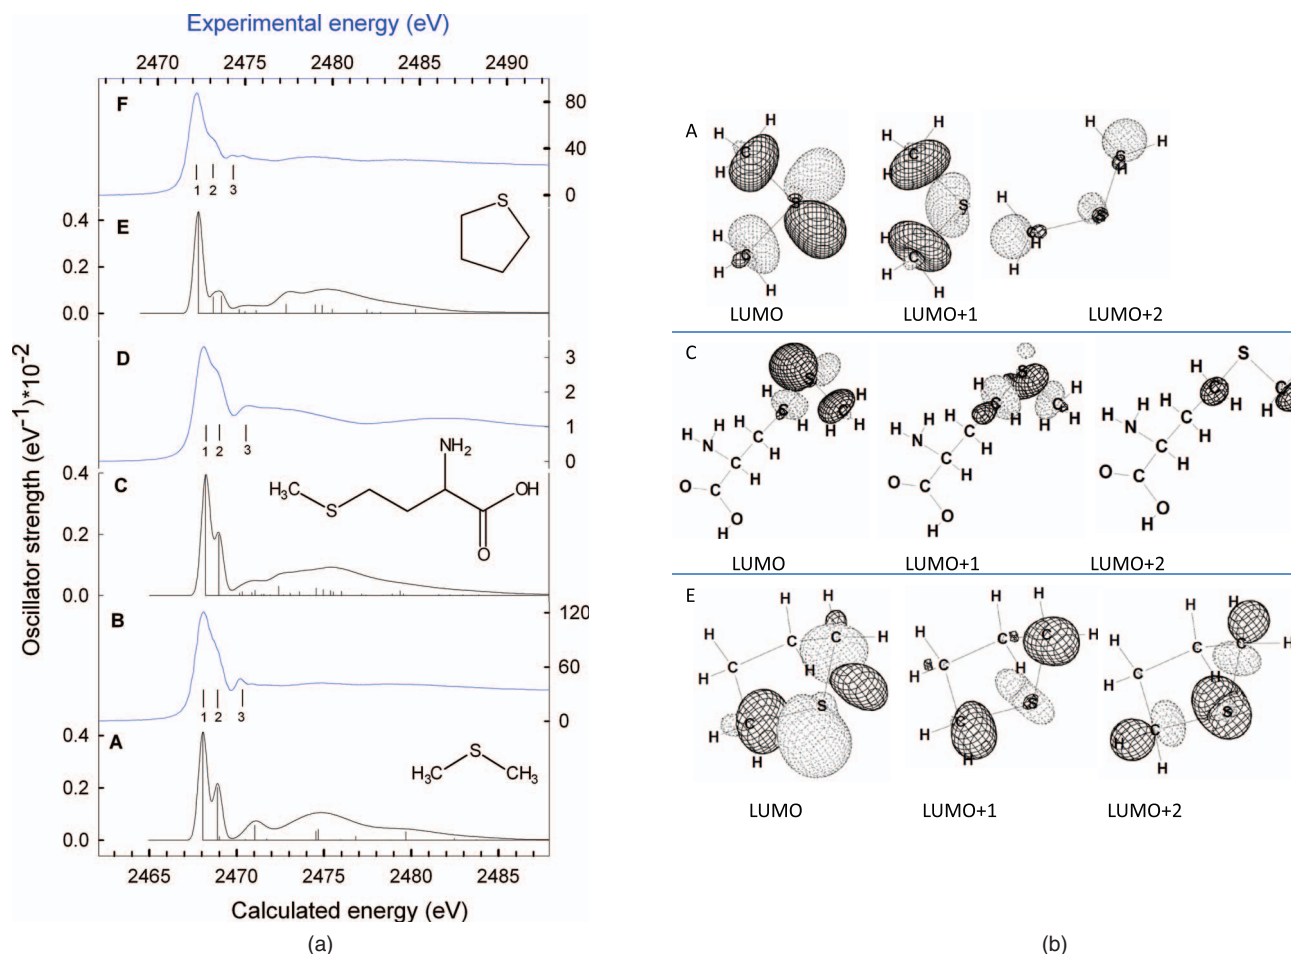 Experimental energy (eV)
2470 2475 2480 2485 2490
F
80
40
0
1 2 3
0.4
0.2
0.0
E
S
D
3
2
1
0
1 2 3
0.4
0.2
0.0
C
NH2
H3C
S
OH
O
B
120
60
0
1 2 3
0.4
0.2
0.0
A
S
H3C CH3
Oscillator strength (eV-1)*10-2
2465 2470 2475 2480 2485
Calculated energy (eV)
(a)
A
LUMO LUMO+1 LUMO+2
C
LUMO LUMO+1 LUMO+2
E
LUMO LUMO+1 LUMO+2
(b)